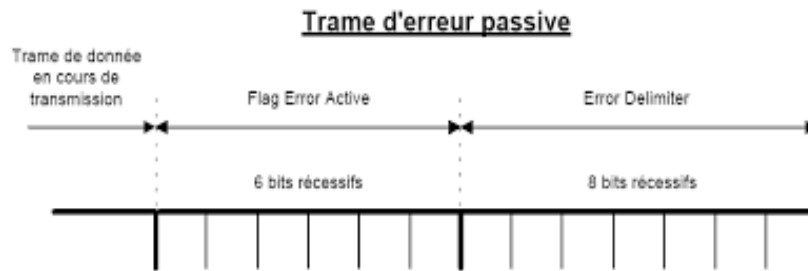 Trame d'erreur passive
Trame de donnée
en cours de
transmission
Flag Error Active
Error Delimiter
6 bits récessifs
8 bits récessifs